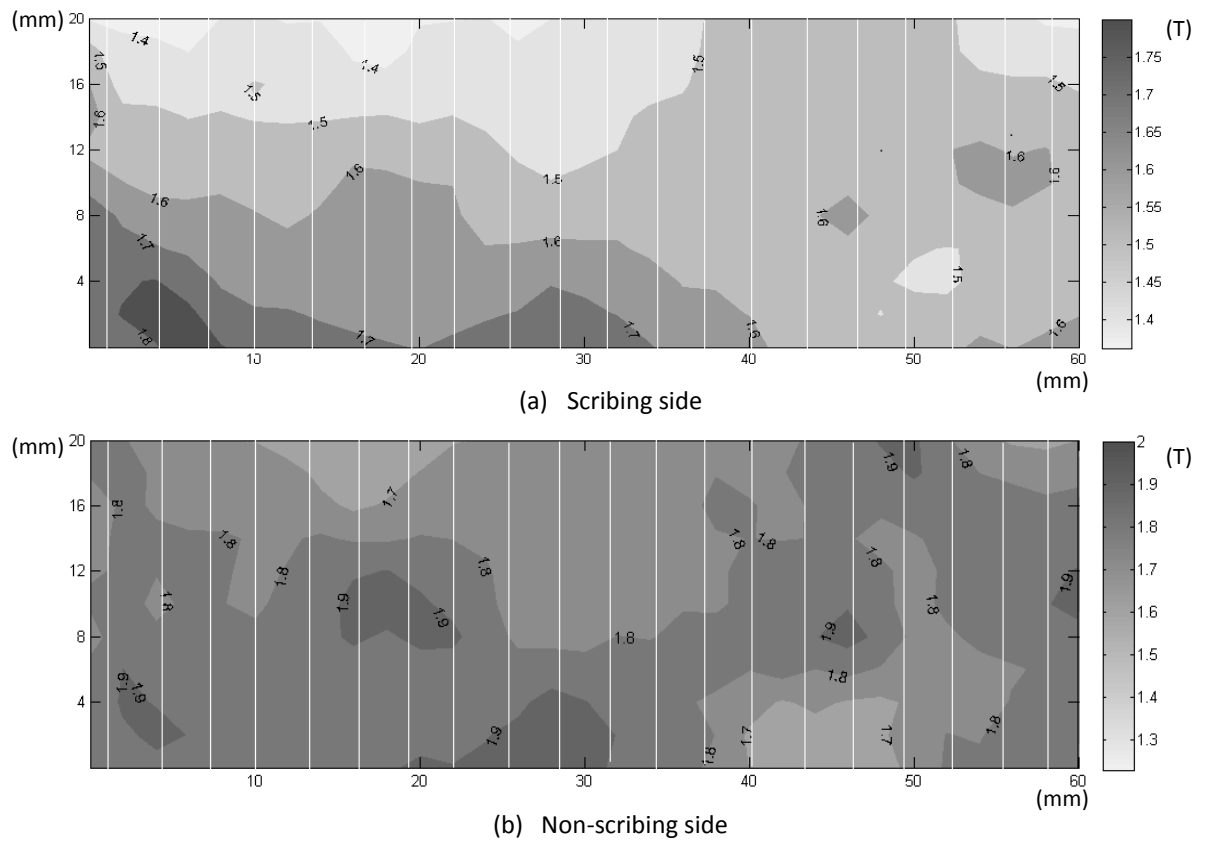 (mm) 20 (T)
1.4
1.5 1.4 1.5 1.75
16 1.5 1.5 1.7
1.6 1.5 1.65
12 1.6
1.6 1.6 1.5 1.6 1.6
1.6 1.55
8 1.6
1.7 1.6 1.5
4 1.5 1.45
1.8 1.7 1.7 1.6 1.6 1.4
10 20 30 40 50 60
(mm)
(a) Scribing side
(mm) 20 2 (T)
1.9 1.8
1.9
16 1.8 1.7
1.8
1.8 1.8 1.8 1.8 1.7
12 1.8 1.8 1.9
1.8 1.9 1.8 1.6
1.9
8 1.8 1.9
1.5
1.9 1.9 1.8
4 1.4
1.9 1.8 1.7 1.7 1.8 1.3
10 20 30 40 50 60
(mm)
(b) Non-scribing side